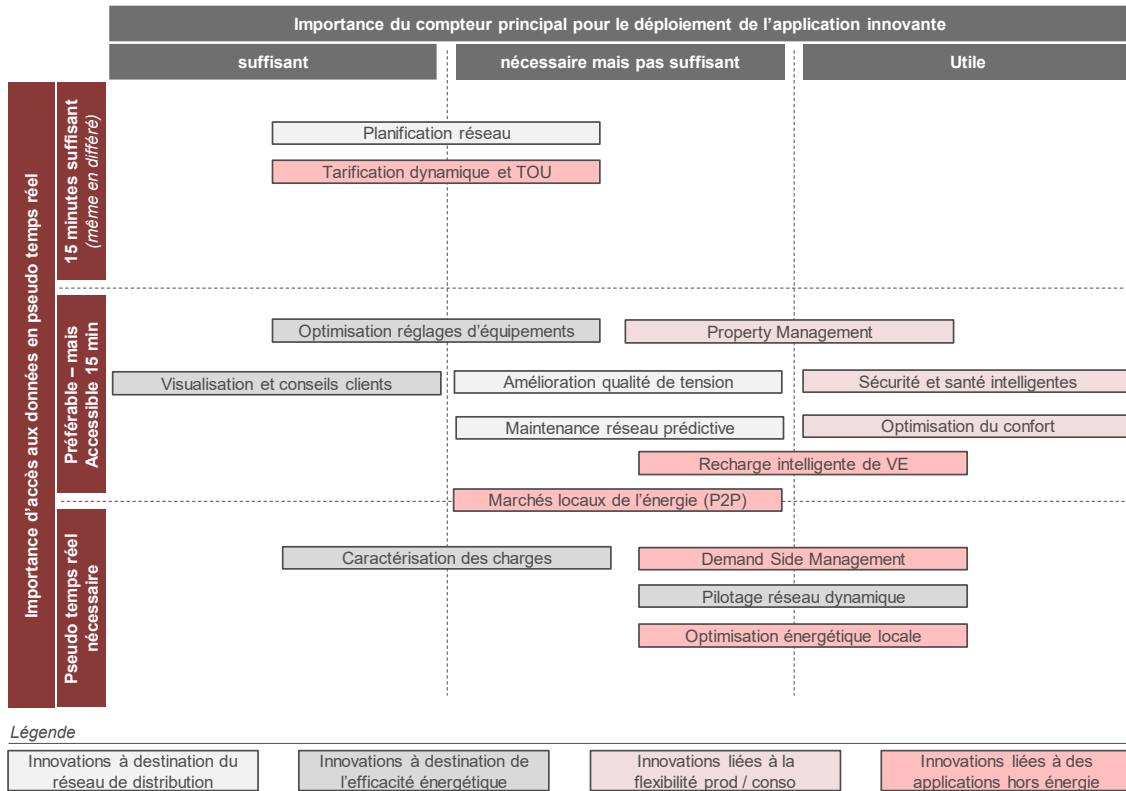 Importance du compteur principal pour le déploiement de l'application innovante
suffisant
nécessaire mais pas suffisant
Utile
Importance d'accès aux données en pseudo temps réel
15 minutes suffisant
(même en différé)
Planification réseau
Tarification dynamique et TOU
Préférable – mais
Accessible 15 min
Optimisation réglages d'équipements
Property Management
Visualisation et conseils clients
Amélioration qualité de tension
Sécurité et santé intelligentes
Maintenance réseau prédictive
Optimisation du confort
Recharge intelligente de VE
Marchés locaux de l'énergie (P2P)
Pseudo temps réel
nécessaire
Caractérisation des charges
Demand Side Management
Pilotage réseau dynamique
Optimisation énergétique locale
Légende
Innovations à destination du
réseau de distribution
Innovations à destination de
l'efficacité énergétique
Innovations liées à la
flexibilité prod / conso
Innovations liées à des
applications hors énergie